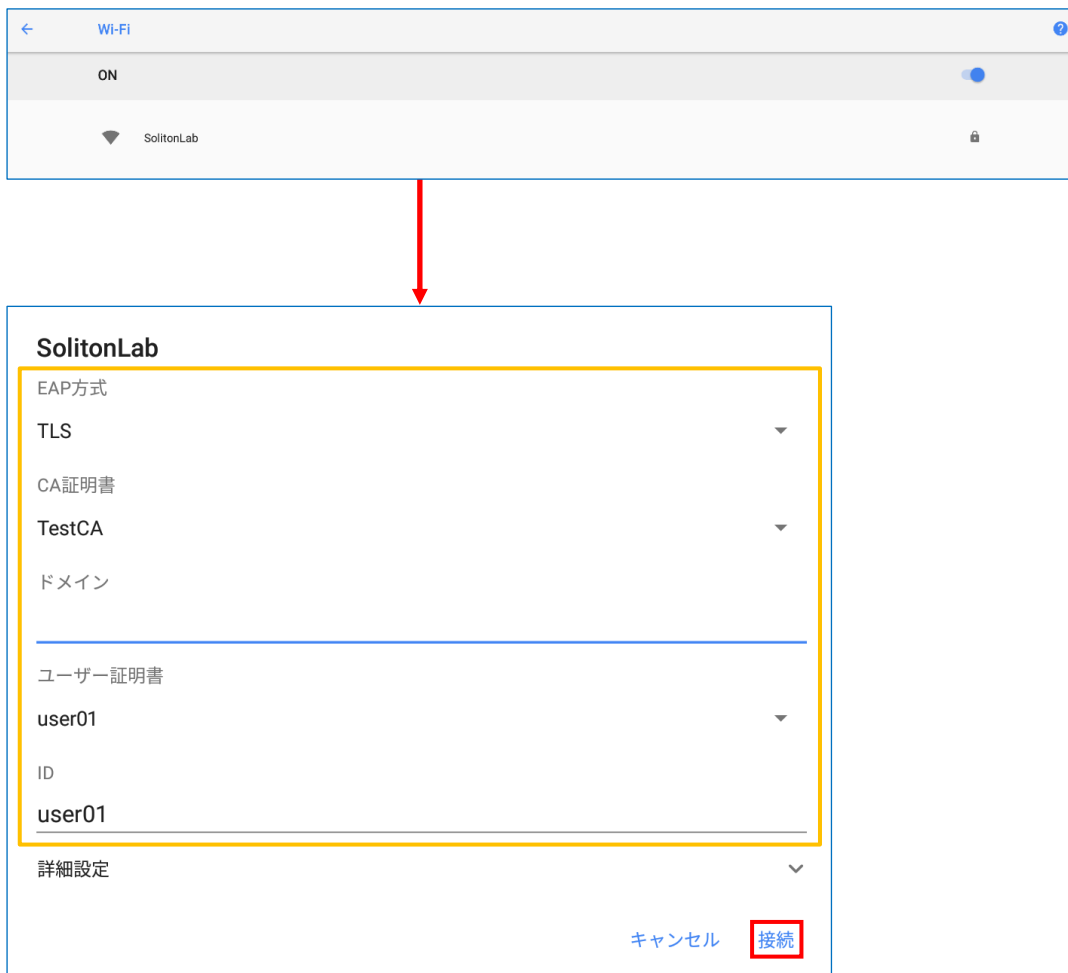 Wi-Fi
ON
SolitonLab
SolitonLab
EAP方式
TLS
CA証明書
TestCA
ドメイン
ユーザー証明書
user01
ID
user01
詳細設定
キャンセル 接続